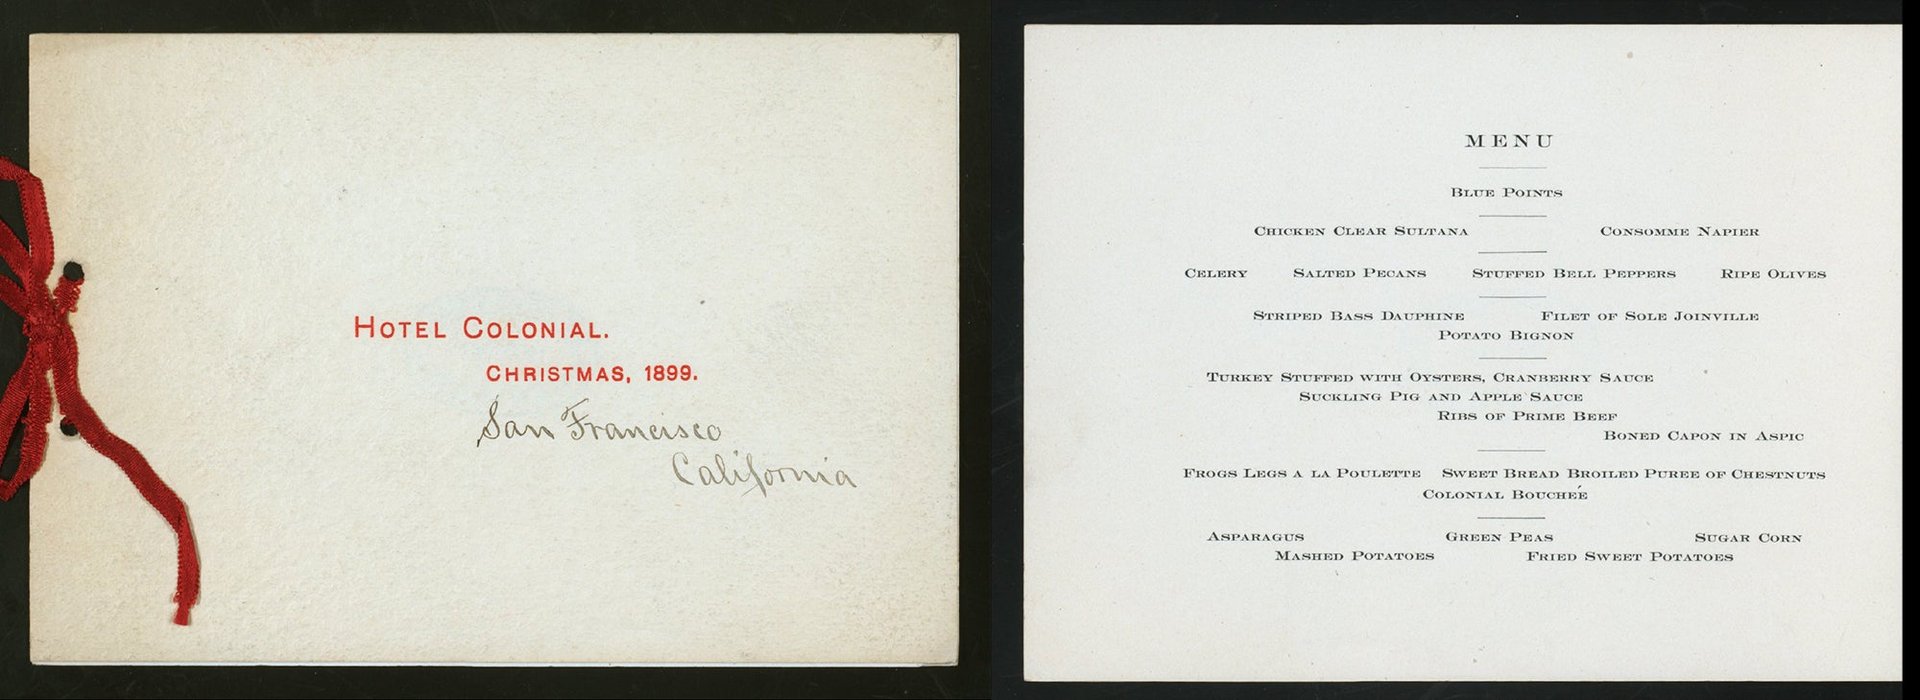 Hotel Colonial.
Christmas, 1899.
San Francisco
California
MENU
Blue Points
Chicken Clear Sultana Consomme Napier
Celery Salted Pecans Stuffed Bell Peppers Ripe Olives
Striped Bass Dauphine Filet of Sole Joinville
Potato Bignon
Turkey Stuffed with Oysters, Cranberry Sauce
Suckling Pig and Apple Sauce
Ribs of Prime Beef
Boned Capon in Aspic
Frogs Legs a la Poulette Sweet Bread Broiled Puree of Chestnuts
Colonial Boucheé
Asparagus Green Peas Sugar Corn
Mashed Potatoes Fried Sweet Potatoes